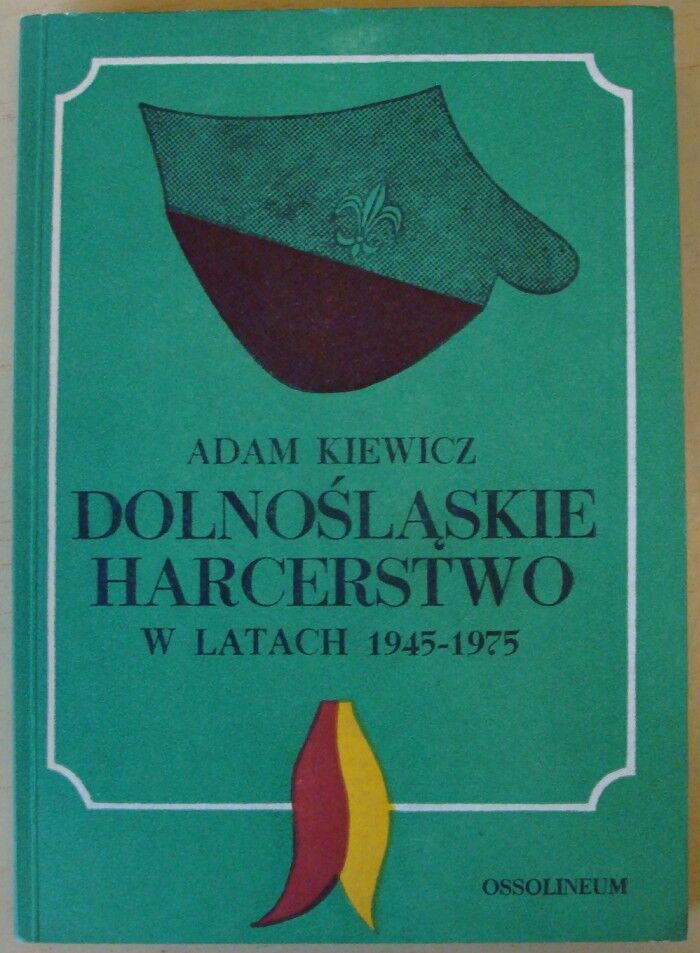 ADAM KIEWICZ
DOLNOŚLĄSKIE
HARCERSTWO
W LATACH 1945-1975
OSSOLINEUM